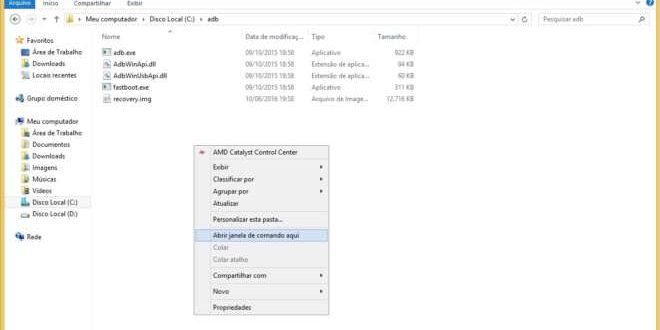 Arquivo Início Compartilhar Exibir
Meu computador Disco Local (C:) adb
Pesquisar adb
Nome Data de modificaç... Tipo Tamanho
adb.exe 09/10/2015 18:58 Aplicativo 922 KB
AdbWinApi.dll 09/10/2015 18:58 Extensão de aplica... 94 KB
AdbWinUsbApi.dll 09/10/2015 18:58 Extensão de aplica... 60 KB
fastboot.exe 09/10/2015 18:58 Aplicativo 311 KB
recovery.img 10/06/2016 19:58 Arquivo de Image... 12.716 KB
Favoritos
Área de Trabalho
Downloads
Locais recentes
Grupo doméstico
Meu computador
Área de Trabalho
Documentos
Downloads
Imagens
Músicas
Vídeos
Disco Local (C:)
Disco Local (D:)
Rede
AMD Catalyst Control Center
Exibir
Classificar por
Agrupar por
Atualizar
Personalizar esta pasta...
Abrir janela de comando aqui
Colar
Colar atalho
Compartilhar com
Novo
Propriedades